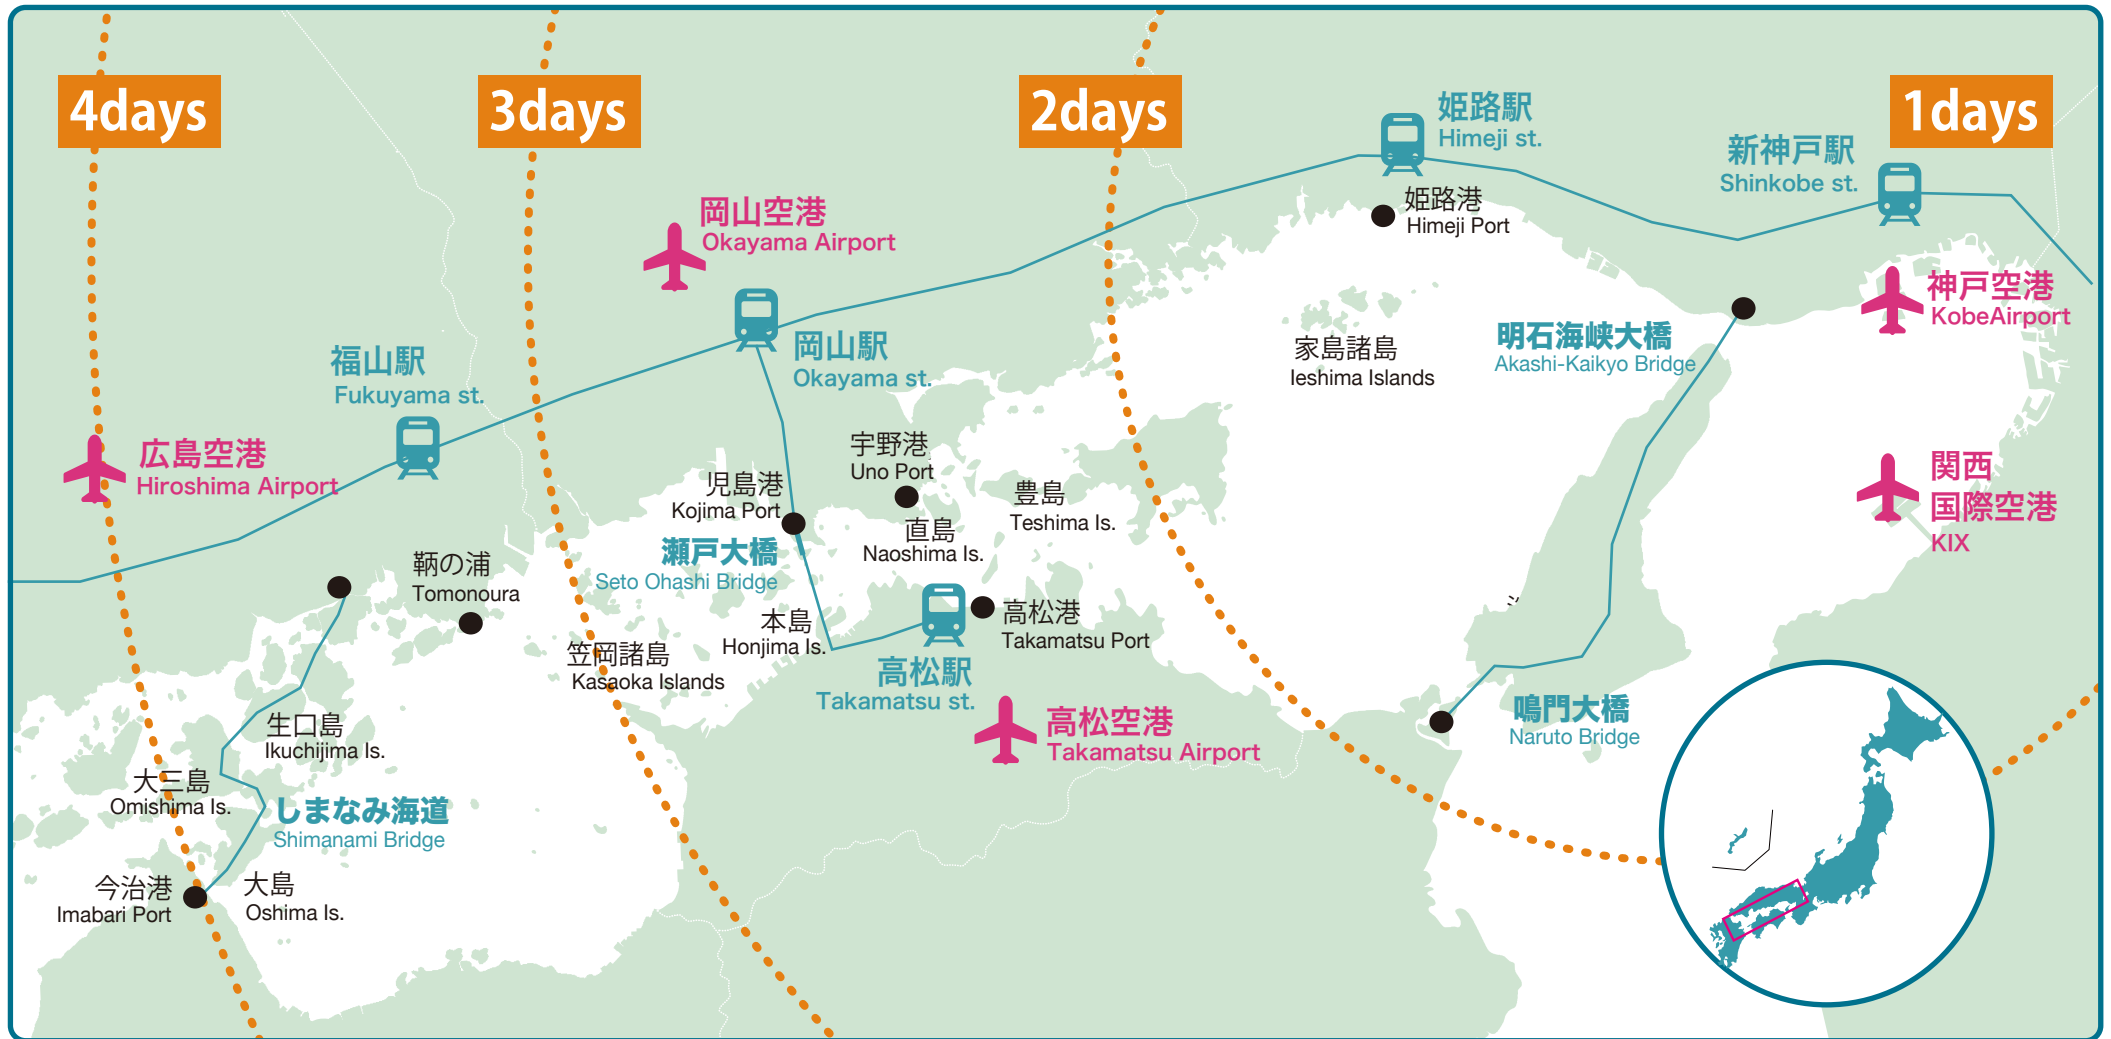 4days
3days
2days
1days
姫路駅
Himeji st.
新神戸駅
Shinkobe st.
姫路港
Himeji Port
岡山空港
Okayama Airport
神戸空港
KobeAirport
岡山駅
Okayama st.
家島諸島
Ieshima Islands
明石海峡大橋
Akashi-Kaikyo Bridge
福山駅
Fukuyama st.
広島空港
Hiroshima Airport
宇野港
Uno Port
児島港
Kojima Port
豊島
Teshima Is.
関西
国際空港
KIX
直島
Naoshima Is.
瀬戸大橋
Seto Ohashi Bridge
鞆の浦
Tomonoura
高松港
Takamatsu Port
本島
Honjima Is.
笠岡諸島
Kasaoka Islands
高松駅
Takamatsu st.
高松空港
Takamatsu Airport
鳴門大橋
Naruto Bridge
生口島
Ikuchijima Is.
大三島
Omishima Is.
しまなみ海道
Shimanami Bridge
今治港
Imabari Port
大島
Oshima Is.